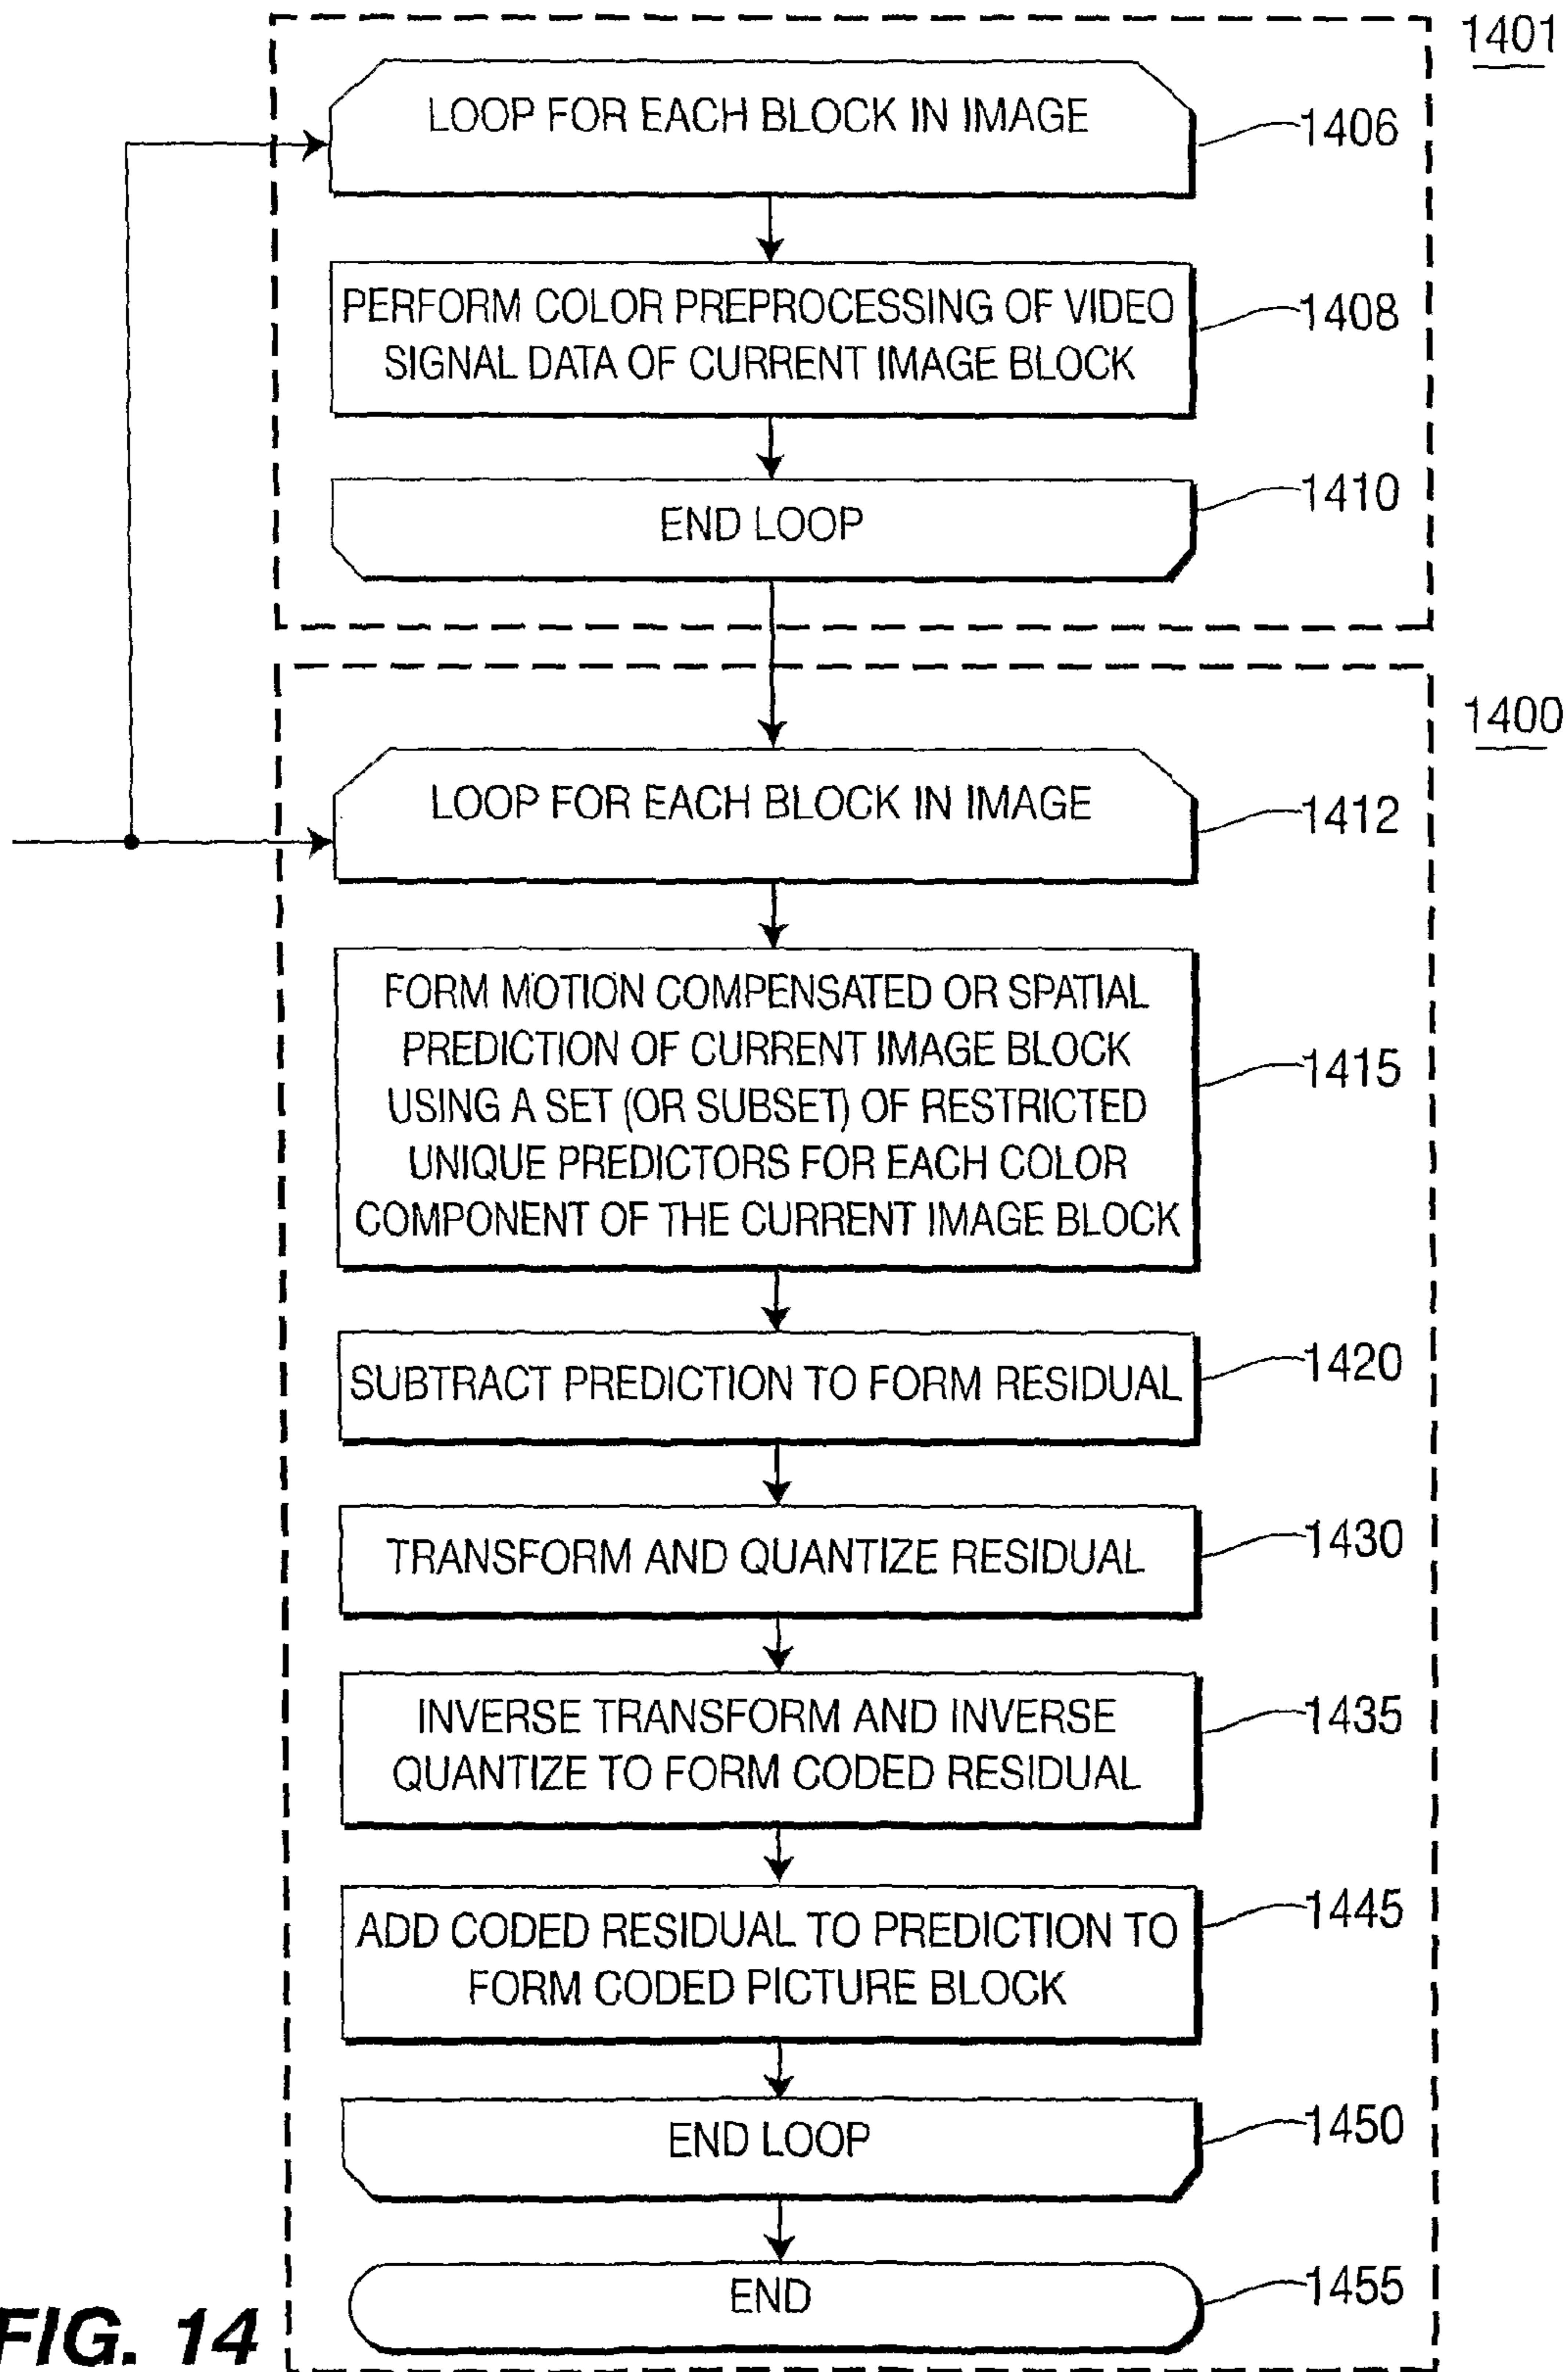 1401
LOOP FOR EACH BLOCK IN IMAGE
1406
PERFORM COLOR PREPROCESSING OF VIDEO
SIGNAL DATA OF CURRENT IMAGE BLOCK
1408
END LOOP
1410
1400
LOOP FOR EACH BLOCK IN IMAGE
1412
FORM MOTION COMPENSATED OR SPATIAL
PREDICTION OF CURRENT IMAGE BLOCK
USING A SET (OR SUBSET) OF RESTRICTED
UNIQUE PREDICTORS FOR EACH COLOR
COMPONENT OF THE CURRENT IMAGE BLOCK
1415
SUBTRACT PREDICTION TO FORM RESIDUAL
1420
TRANSFORM AND QUANTIZE RESIDUAL
1430
INVERSE TRANSFORM AND INVERSE
QUANTIZE TO FORM CODED RESIDUAL
1435
ADD CODED RESIDUAL TO PREDICTION TO
FORM CODED PICTURE BLOCK
1445
END LOOP
1450
END
1455
FIG. 14